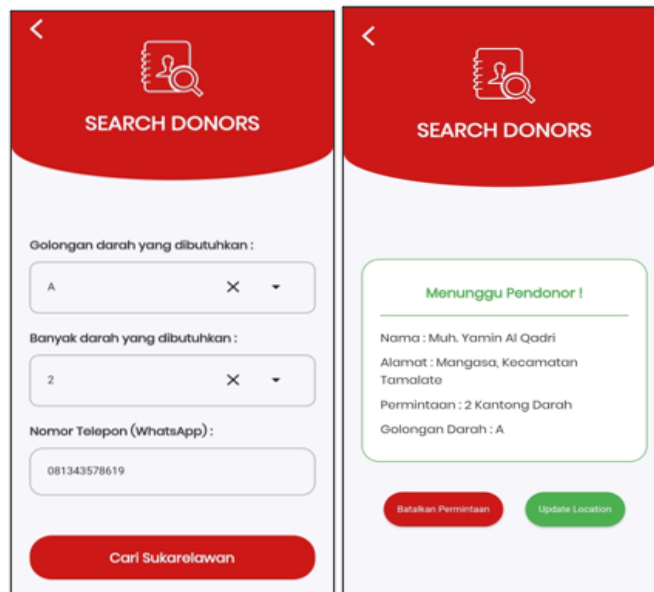 SEARCH DONORS
Golongan darah yang dibutuhkan :
A
Banyak darah yang dibutuhkan :
2
Nomor Telepon (WhatsApp) :
081343578619
Cari Sukarelawan
SEARCH DONORS
Menunggu Pendonor !
Nama : Muh. Yamin Al Qadri
Alamat : Mangasa, Kecamatan
Tamalate
Permintaan : 2 Kantong Darah
Golongan Darah : A
Batalkan Permintaan
Update Location